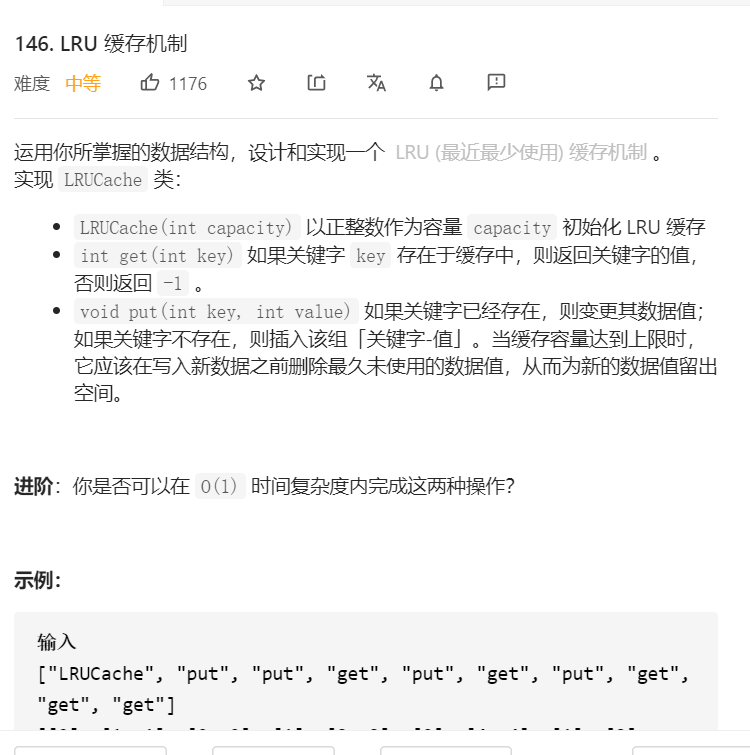 146. LRU 缓存机制
难度 中等 1176
运用你所掌握的数据结构，设计和实现一个 LRU (最近最少使用) 缓存机制 。
实现 LRUCache 类：
LRUCache(int capacity) 以正整数作为容量 capacity 初始化 LRU 缓存
int get(int key) 如果关键字 key 存在于缓存中，则返回关键字的值，
否则返回 -1 。
void put(int key, int value) 如果关键字已经存在，则变更其数据值；
如果关键字不存在，则插入该组「关键字-值」。当缓存容量达到上限时，
它应该在写入新数据之前删除最久未使用的数据值，从而为新的数据值留出
空间。
进阶：你是否可以在 O(1) 时间复杂度内完成这两种操作？
示例：
输入
["LRUCache", "put", "put", "get", "put", "get", "put", "get",
"get", "get"]